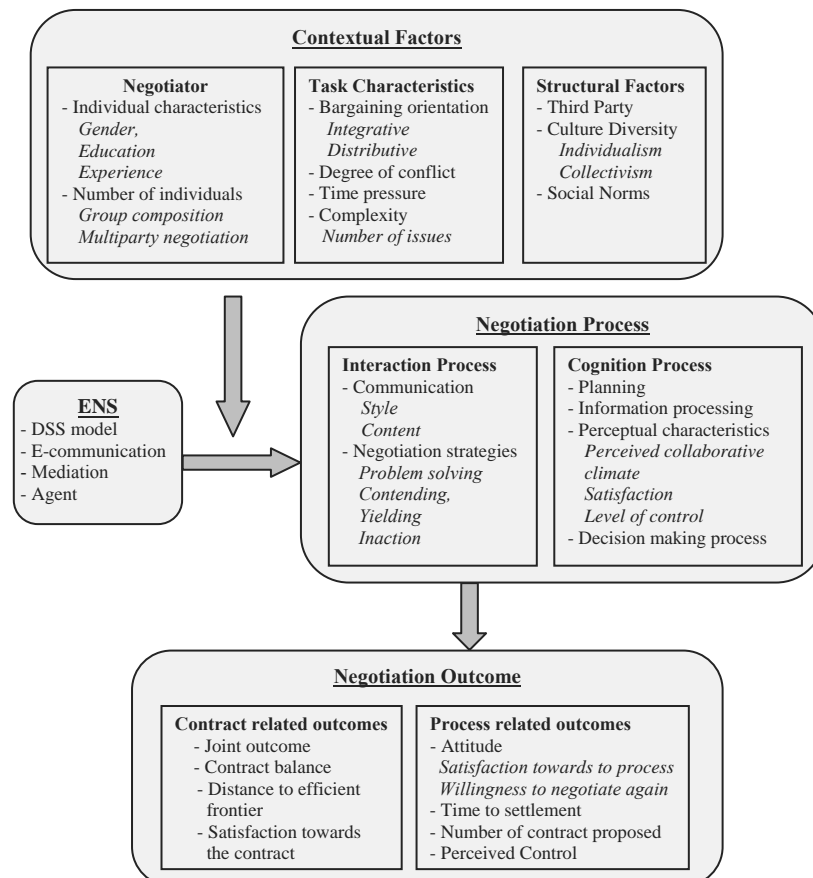 Contextual Factors
Negotiator
- Individual characteristics
Gender,
Education
Experience
- Number of individuals
Group composition
Multiparty negotiation
Task Characteristics
- Bargaining orientation
Integrative
Distributive
- Degree of conflict
- Time pressure
- Complexity
Number of issues
Structural Factors
- Third Party
- Culture Diversity
Individualism
Collectivism
- Social Norms
ENS
- DSS model
- E-communication
- Mediation
- Agent
Negotiation Process
Interaction Process
- Communication
Style
Content
- Negotiation strategies
Problem solving
Contending,
Yielding
Inaction
Cognition Process
- Planning
- Information processing
- Perceptual characteristics
Perceived collaborative
climate
Satisfaction
Level of control
- Decision making process
Negotiation Outcome
Contract related outcomes
- Joint outcome
- Contract balance
- Distance to efficient
frontier
- Satisfaction towards
the contract
Process related outcomes
- Attitude
Satisfaction towards to process
Willingness to negotiate again
- Time to settlement
- Number of contract proposed
- Perceived Control